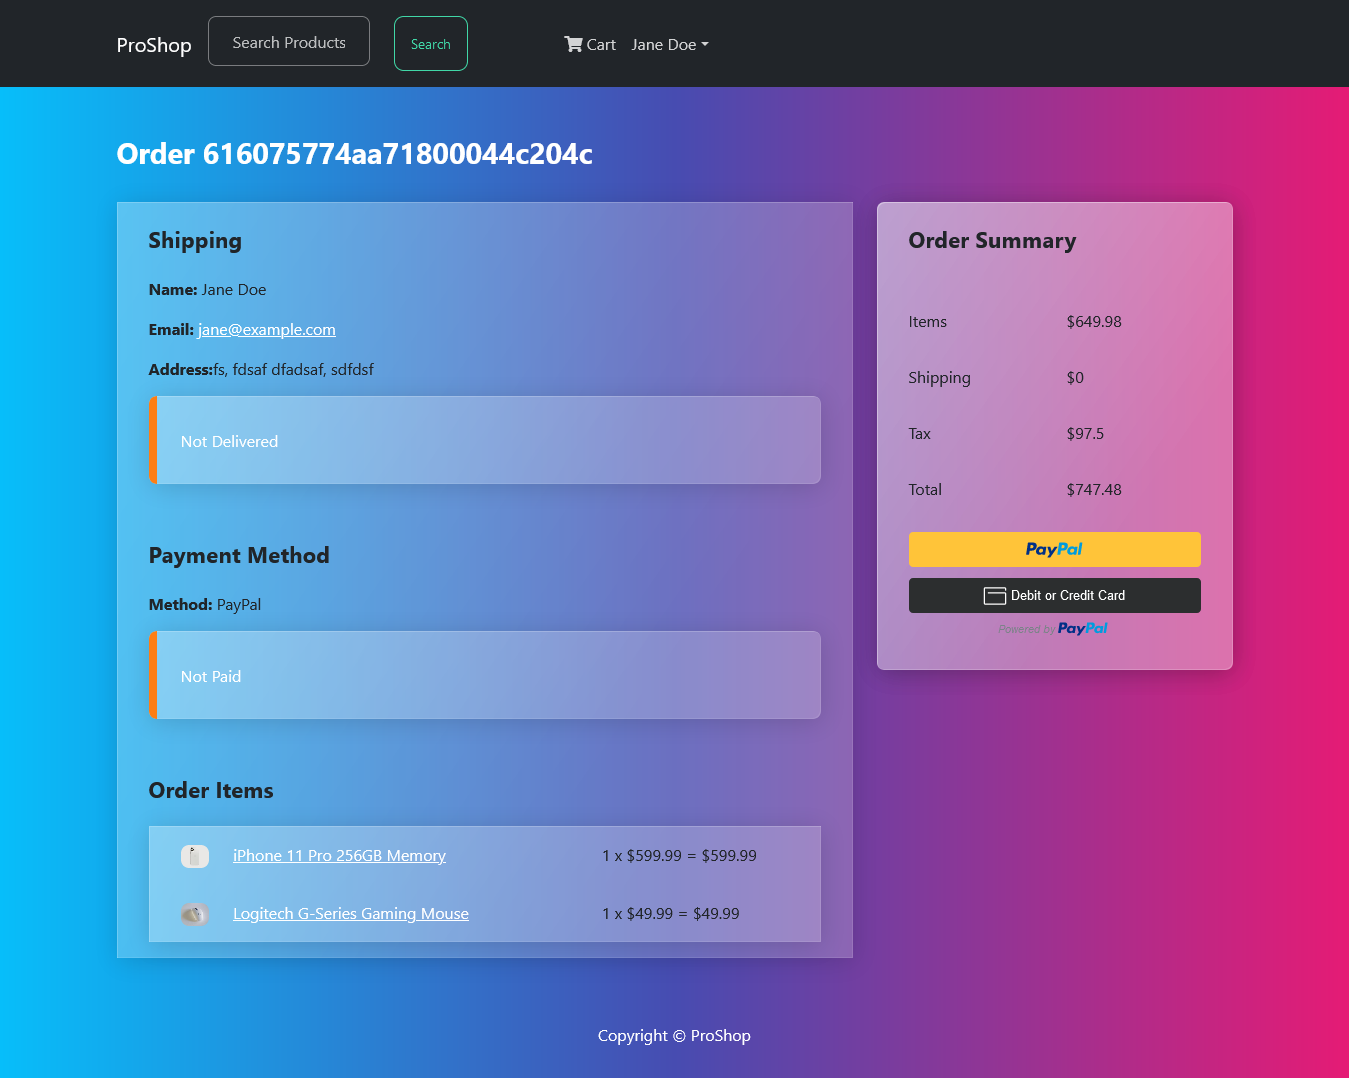 ProShop Search Products Search Cart Jane Doe
Order 616075774aa71800044c204c
Shipping
Name: Jane Doe
Email: jane@example.com
Address:fs, fdsaf dfadsaf, sdfdsf
Not Delivered
Payment Method
Method: PayPal
Not Paid
Order Items
iPhone 11 Pro 256GB Memory 1 x $599.99 = $599.99
Logitech G-Series Gaming Mouse 1 x $49.99 = $49.99
Order Summary
Items $649.98
Shipping $0
Tax $97.5
Total $747.48
PayPal
Debit or Credit Card
Powered by PayPal
Copyright © ProShop